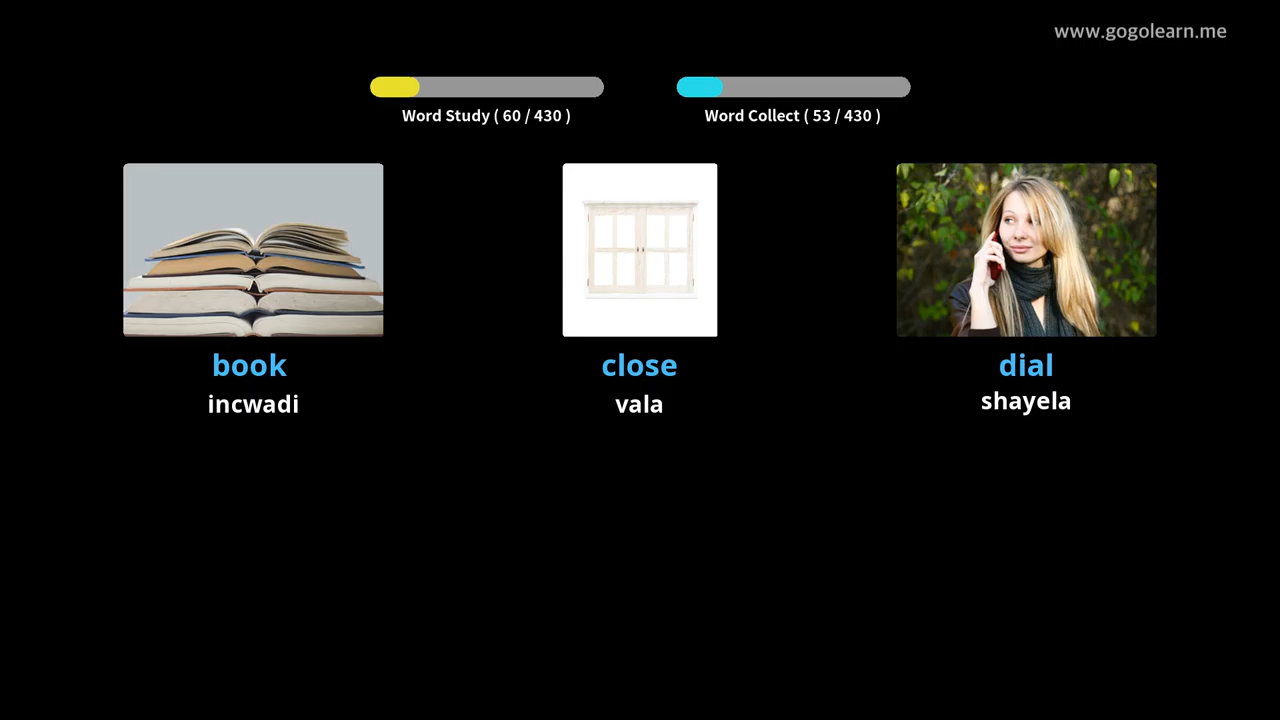 www.gogolearn.me
Word Study ( 60 / 430 )
Word Collect ( 53 / 430 )
book
incwadi
close
vala
dial
shayela